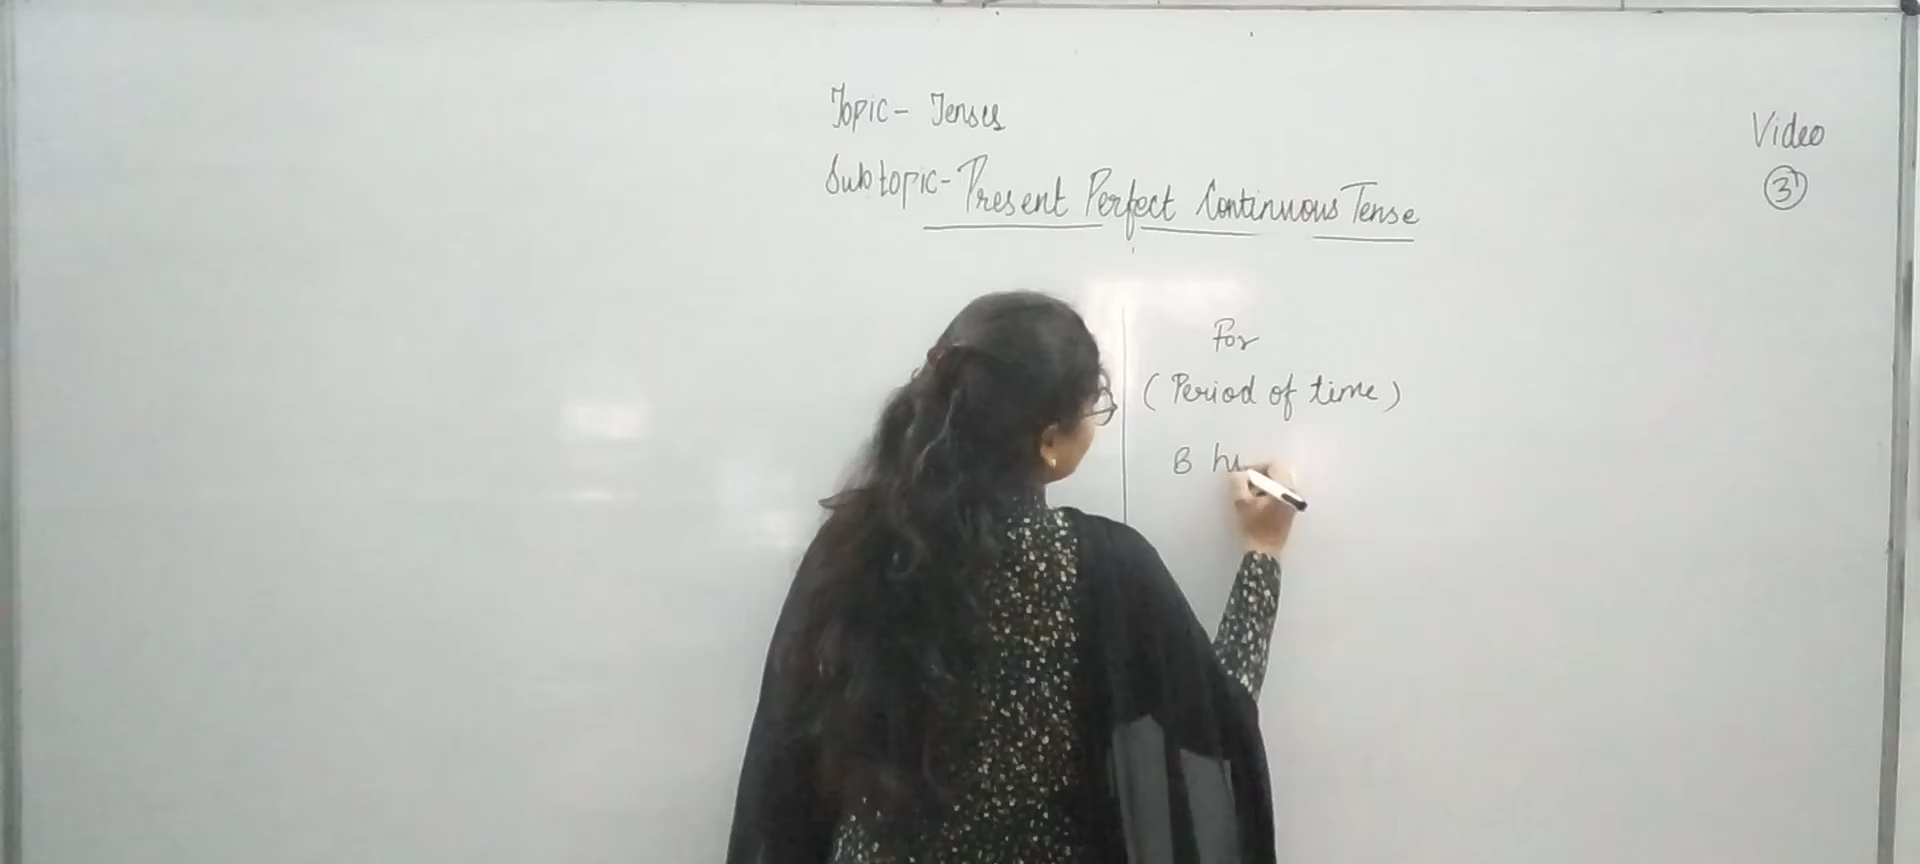 Topic- Tenses
Subtopic- Present Perfect Continuous Tense
Video
3
For
(Period of time)